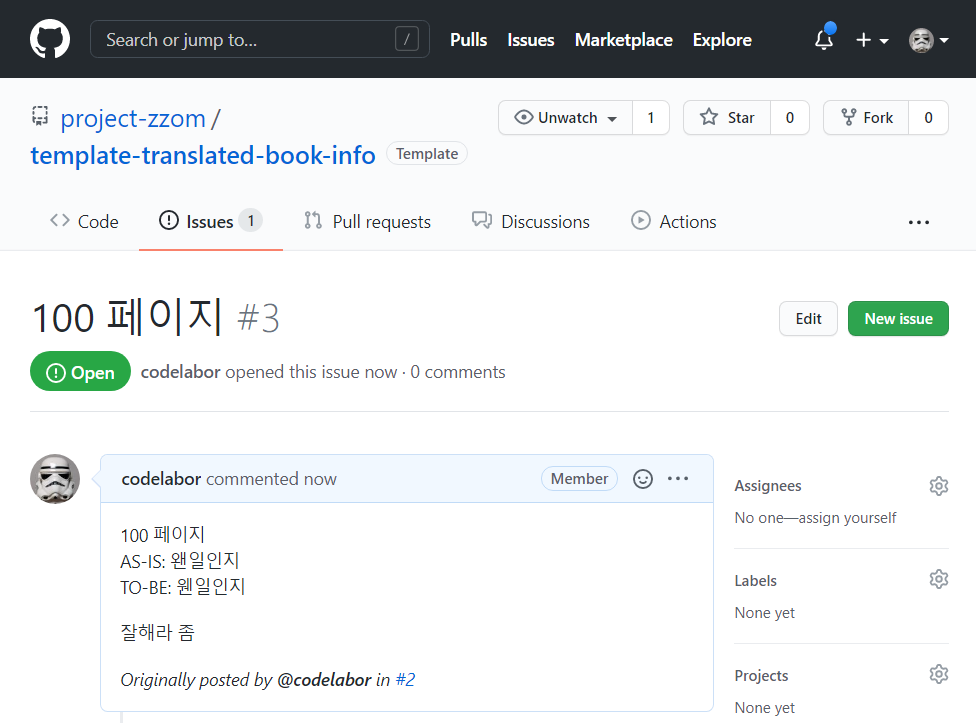 Search or jump to... /
Pulls Issues Marketplace Explore
project-zzom /
template-translated-book-info Template
Unwatch 1
Star 0
Fork 0
Code
Issues 1
Pull requests
Discussions
Actions
100 페이지 #3
Edit
New issue
Open
codelabor opened this issue now · 0 comments
codelabor commented now
Member
100 페이지
AS-IS: 왠일인지
TO-BE: 웬일인지
잘해라 좀
Originally posted by @codelabor in #2
Assignees
No one—assign yourself
Labels
None yet
Projects
None yet